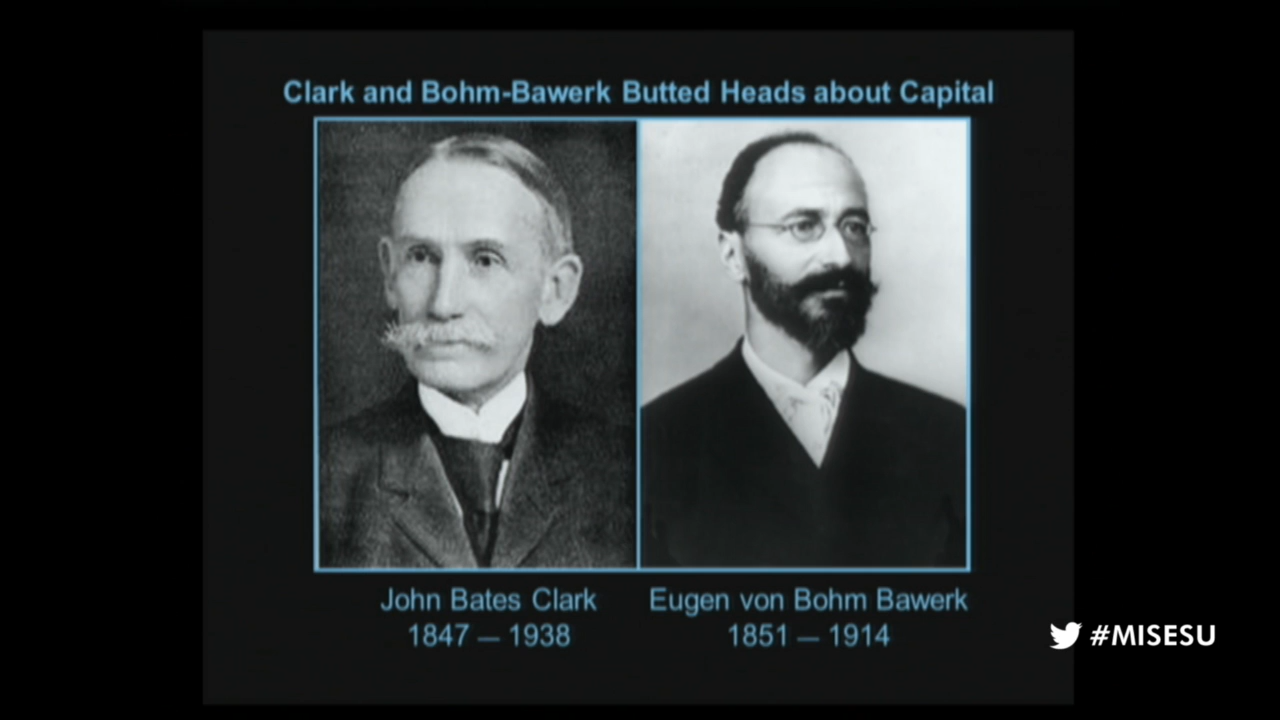 Clark and Bohm-Bawerk Butted Heads about Capital
John Bates Clark
1847 — 1938
Eugen von Bohm Bawerk
1851 — 1914
#MISESU